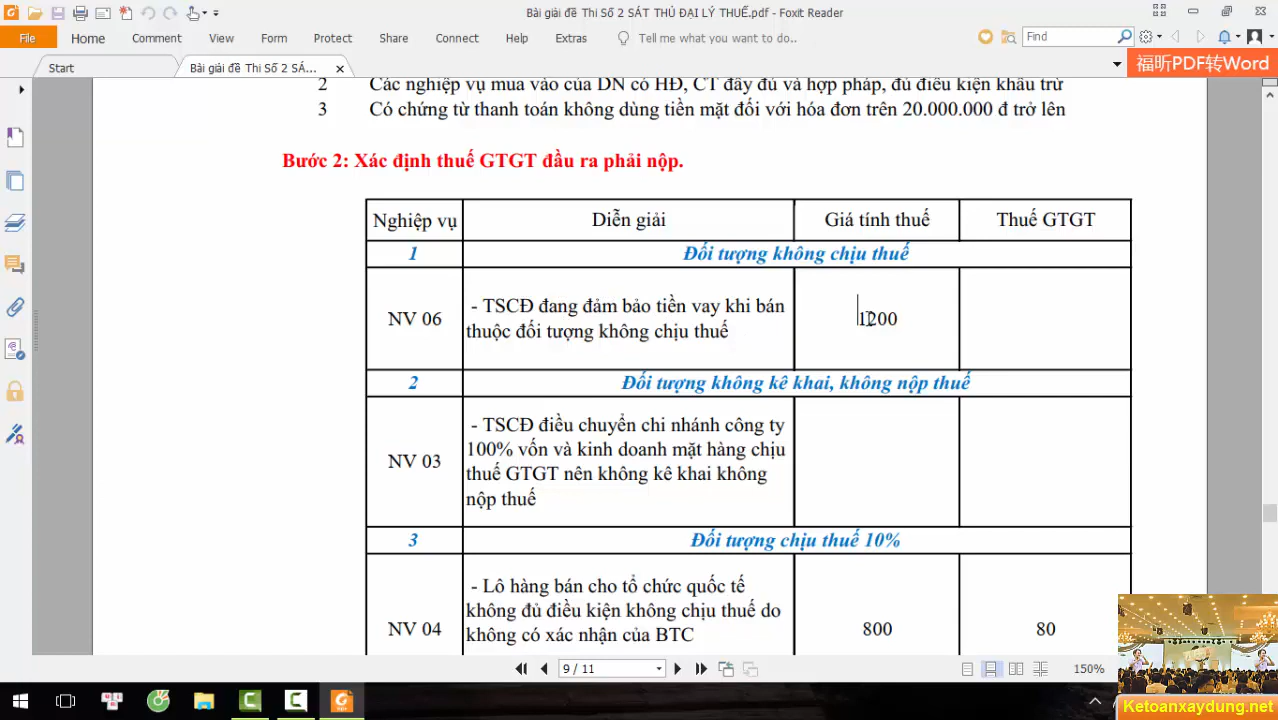 Bài giải đề Thi Số 2 SÁT THỦ ĐẠI LÝ THUẾ.pdf - Foxit Reader
File Home Comment View Form Protect Share Connect Help Extras Tell me what you want to do.. Find
Start Bài giải đề Thi Số 2 SÁ... 福昕PDF转Word
2 Các nghiệp vụ mua vào của DN có HĐ, CT đầy đủ và hợp pháp, đủ điều kiện khấu trừ
3 Có chứng từ thanh toán không dùng tiền mặt đối với hóa đơn trên 20.000.000 đ trở lên
Bước 2: Xác định thuế GTGT đầu ra phải nộp.
Nghiệp vụ Diễn giải Giá tính thuế Thuế GTGT
1 Đối tượng không chịu thuế
NV 06
- TSCĐ đang đảm bảo tiền vay khi bán
thuộc đối tượng không chịu thuế
1200
2 Đối tượng không kê khai, không nộp thuế
NV 03
- TSCĐ điều chuyển chi nhánh công ty
100% vốn và kinh doanh mặt hàng chịu
thuế GTGT nên không kê khai không
nộp thuế
3 Đối tượng chịu thuế 10%
NV 04
- Lô hàng bán cho tổ chức quốc tế
không đủ điều kiện không chịu thuế do
không có xác nhận của BTC
800 80
9 / 11 150%
Ketoanxaydung.net